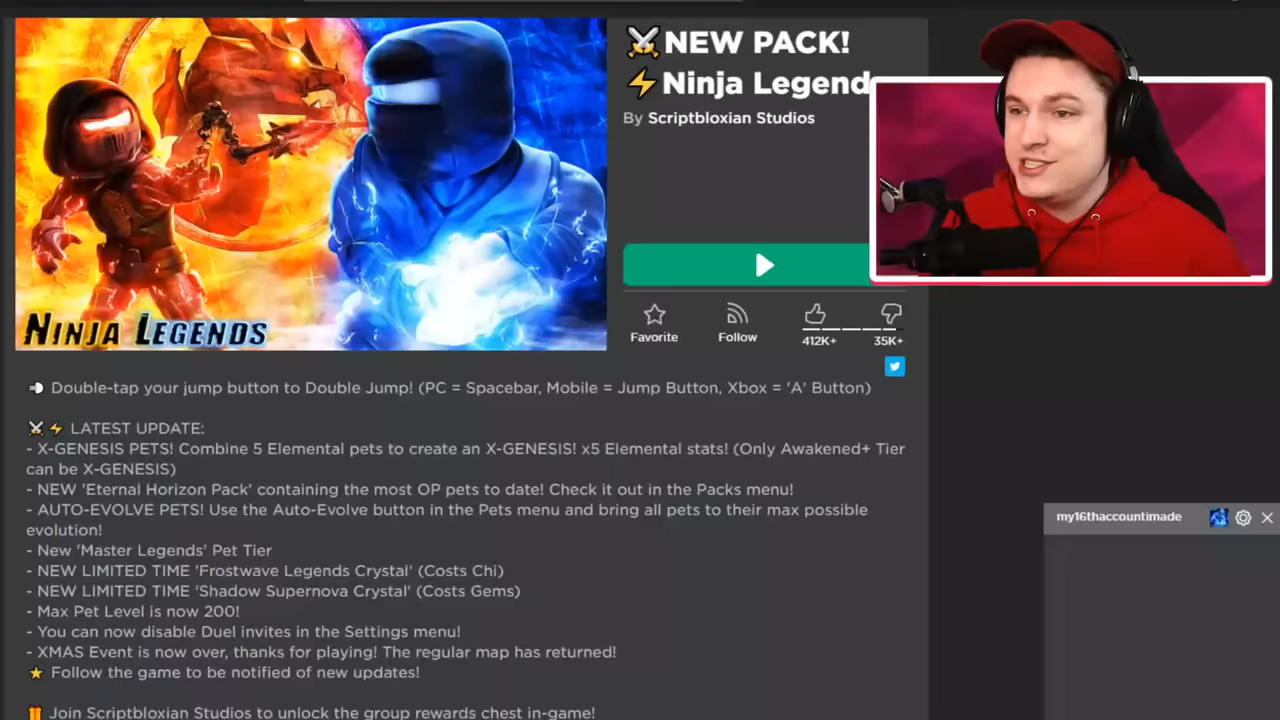 ⚔️NEW PACK!
⚡Ninja Legend
By Scriptbloxian Studios
NINJA LEGENDS
Favorite
Follow
412K+
35K+
Double-tap your jump button to Double Jump! (PC = Spacebar, Mobile = Jump Button, Xbox = 'A' Button)
⚔️⚡ LATEST UPDATE:
- X-GENESIS PETS! Combine 5 Elemental pets to create an X-GENESIS! x5 Elemental stats! (Only Awakened+ Tier
can be X-GENESIS)
- NEW 'Eternal Horizon Pack' containing the most OP pets to date! Check it out in the Packs menu!
- AUTO-EVOLVE PETS! Use the Auto-Evolve button in the Pets menu and bring all pets to their max possible
evolution!
- New 'Master Legends' Pet Tier
- NEW LIMITED TIME 'Frostwave Legends Crystal' (Costs Chi)
- NEW LIMITED TIME 'Shadow Supernova Crystal' (Costs Gems)
- Max Pet Level is now 200!
- You can now disable Duel invites in the Settings menu!
- XMAS Event is now over, thanks for playing! The regular map has returned!
⭐ Follow the game to be notified of new updates!
🎁 Join Scriptbloxian Studios to unlock the group rewards chest in-game!
my16thaccountimade